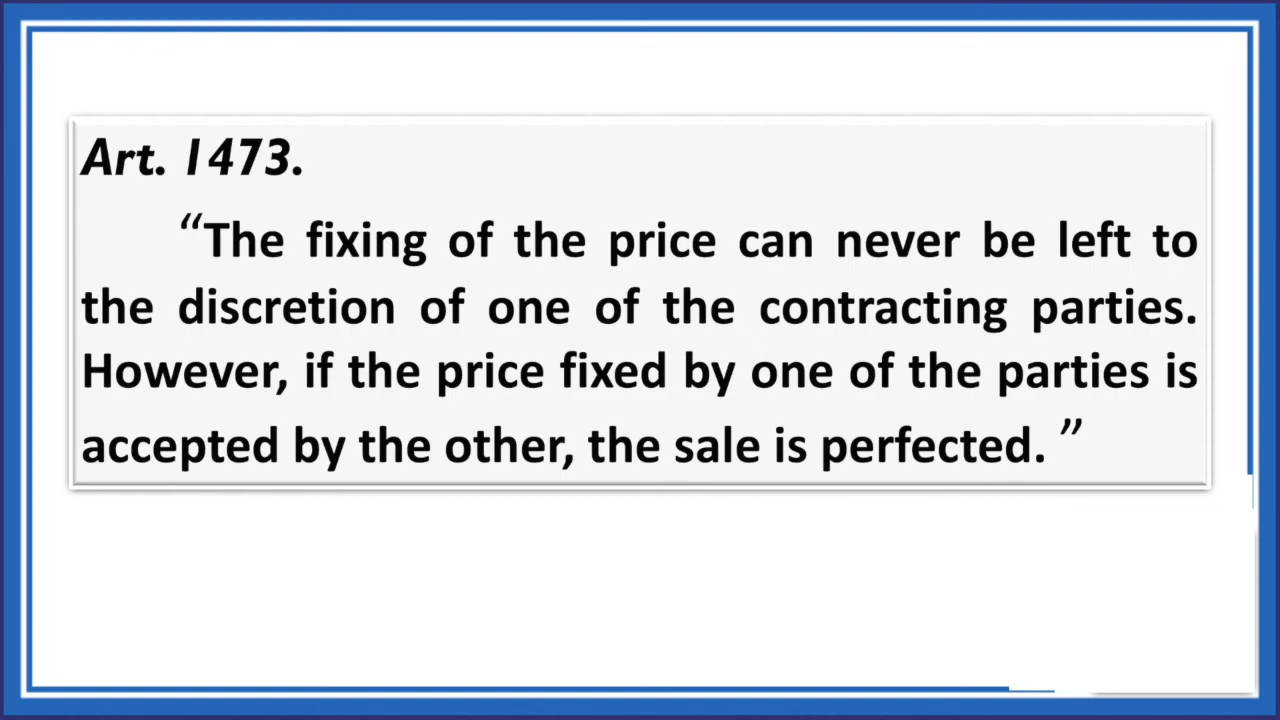 Art. 1473.
“The fixing of the price can never be left to
the discretion of one of the contracting parties.
However, if the price fixed by one of the parties is
accepted by the other, the sale is perfected. ”